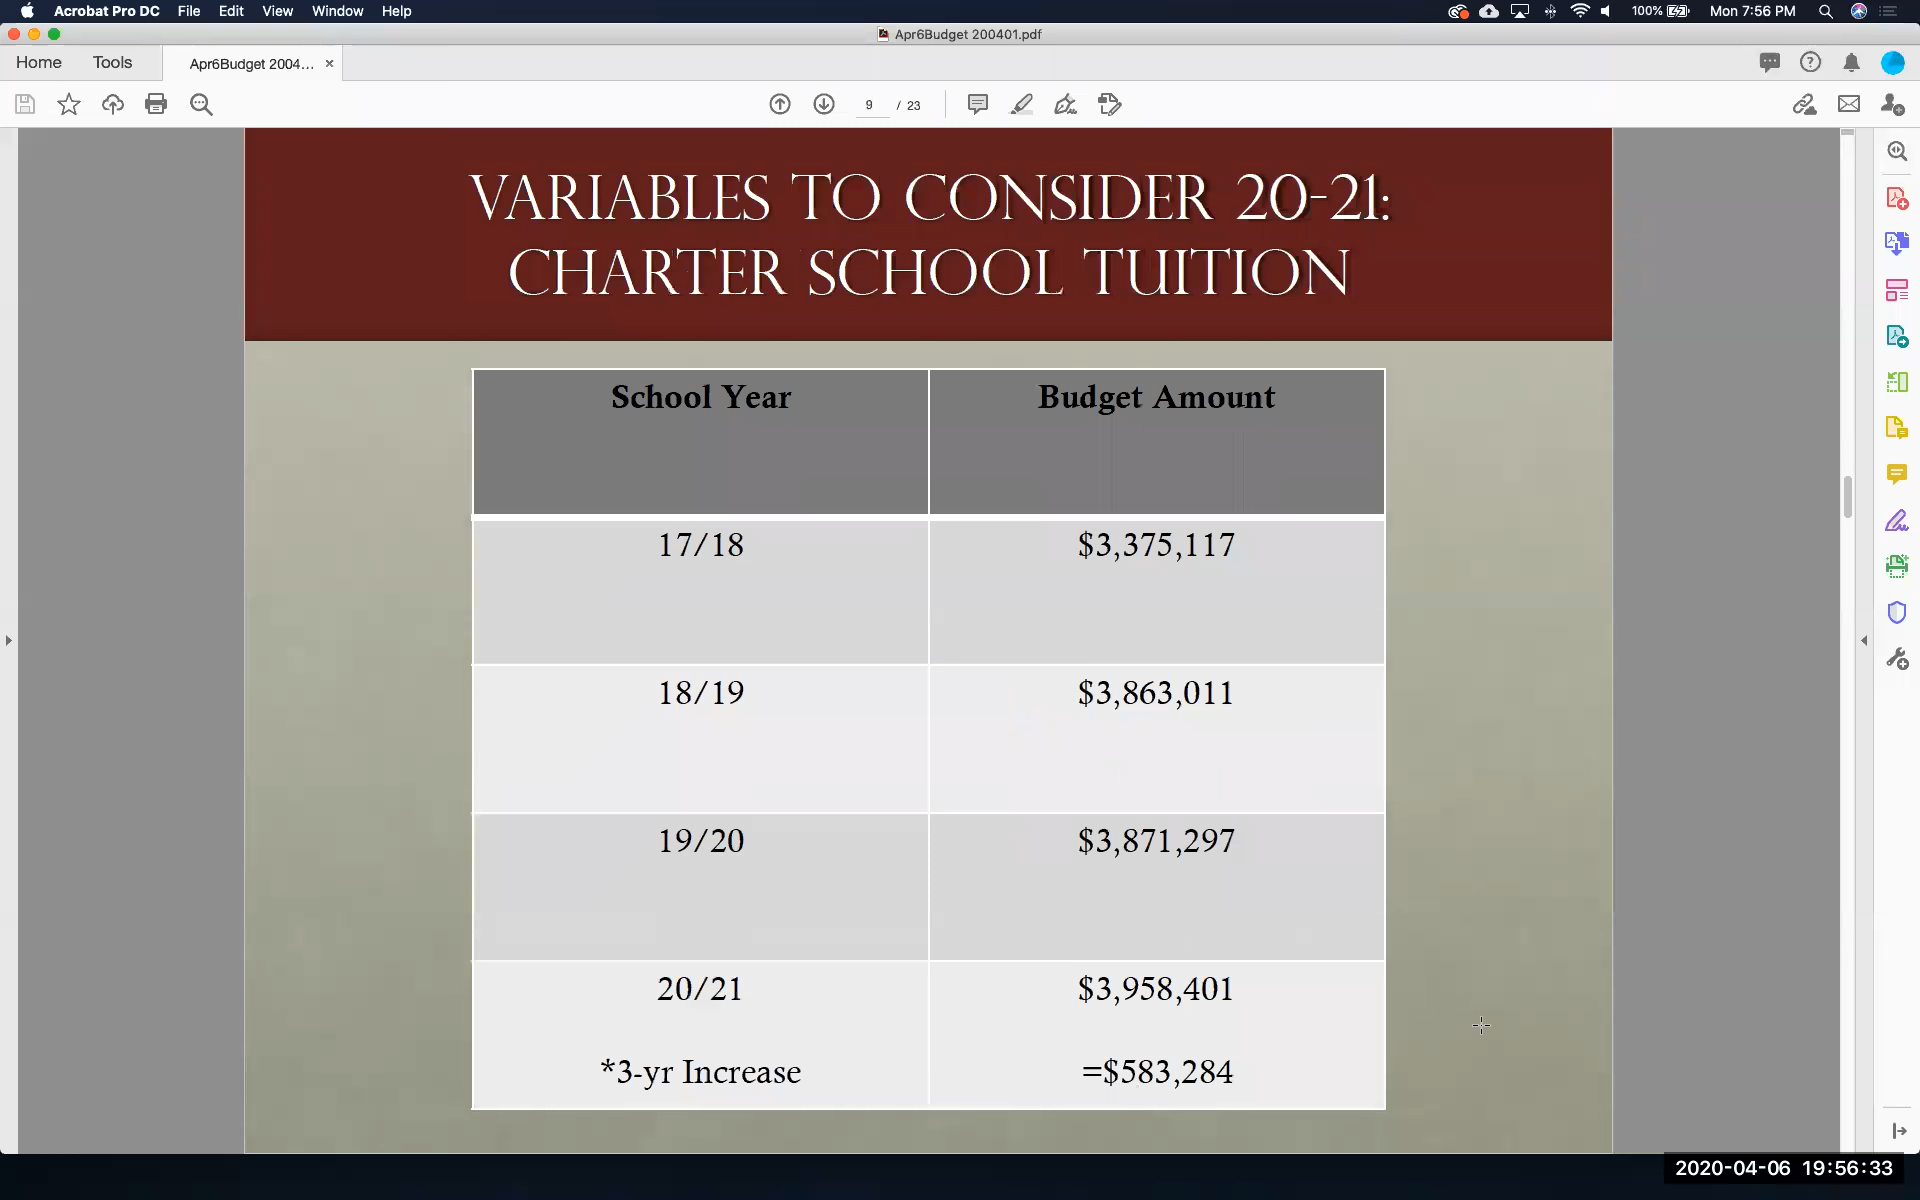 Acrobat Pro DC File Edit View Window Help 100% Mon 7:56 PM
Apr6Budget 200401.pdf
Home Tools Apr6Budget 2004... ×
9 / 23
VARIABLES TO CONSIDER 20-21:
CHARTER SCHOOL TUITION
School Year Budget Amount
17/18 $3,375,117
18/19 $3,863,011
19/20 $3,871,297
20/21 $3,958,401
*3-yr Increase =$583,284
2020-04-06 19:56:33